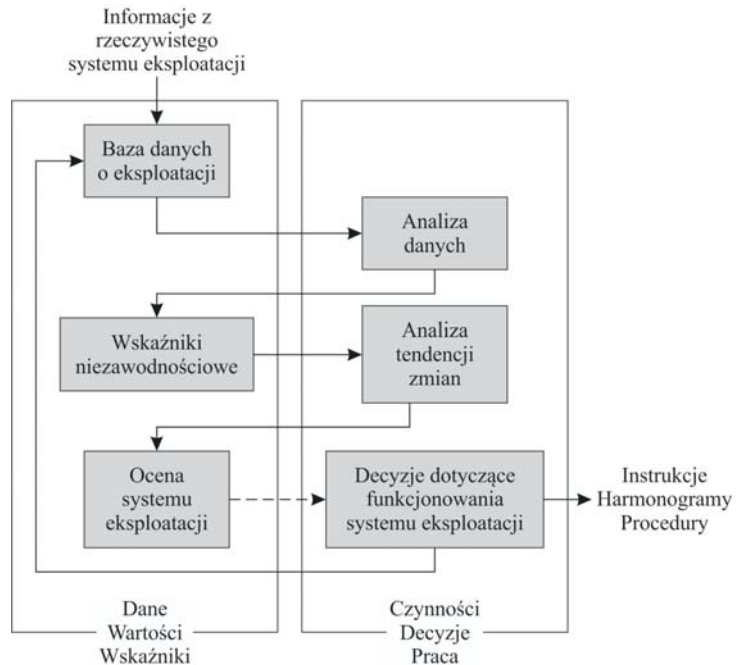 Informacje z
rzeczywistego
systemu eksploatacji
Baza danych
o eksploatacji
Analiza
danych
Wskaźniki
niezawodnościowe
Analiza
tendencji
zmian
Ocena
systemu
eksploatacji
Decyzje dotyczące
funkcjonowania
systemu eksploatacji
Instrukcje
Harmonogramy
Procedury
Dane
Wartości
Wskaźniki
Czynności
Decyzje
Praca